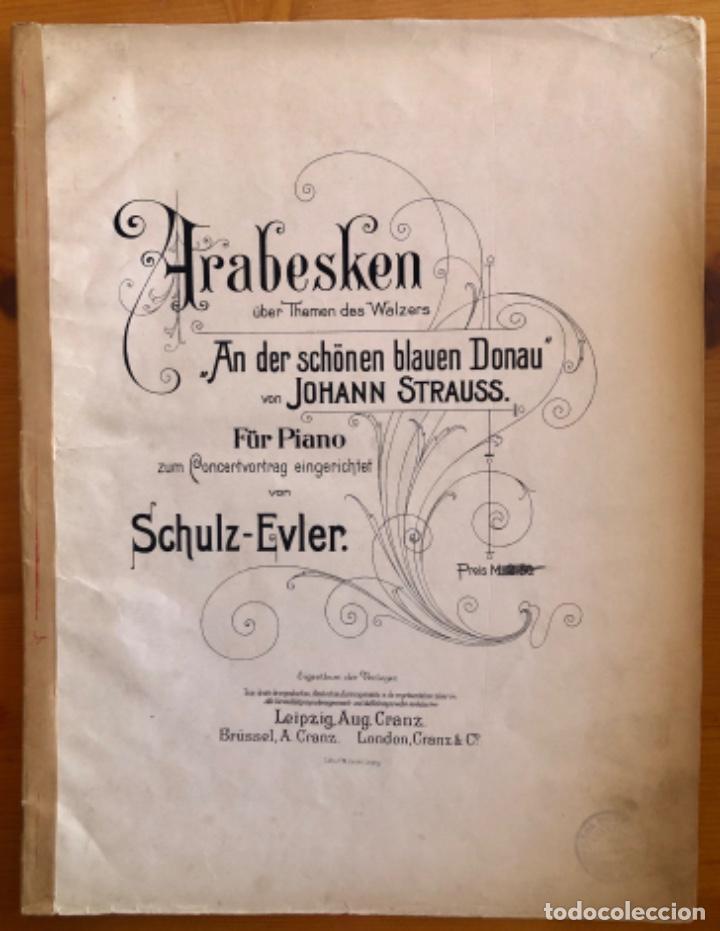 Arabesken
über Themen des Walzers
„An der schönen blauen Donau"
von JOHANN STRAUSS.
Für Piano
zum Concertvortrag eingerichtet
von
Schulz-Evler.
Preis M.
Eigenthum der Verleger.
Leipzig, Aug. Cranz.
Brüssel, A. Cranz. London, Cranz & Co.
todocoleccion